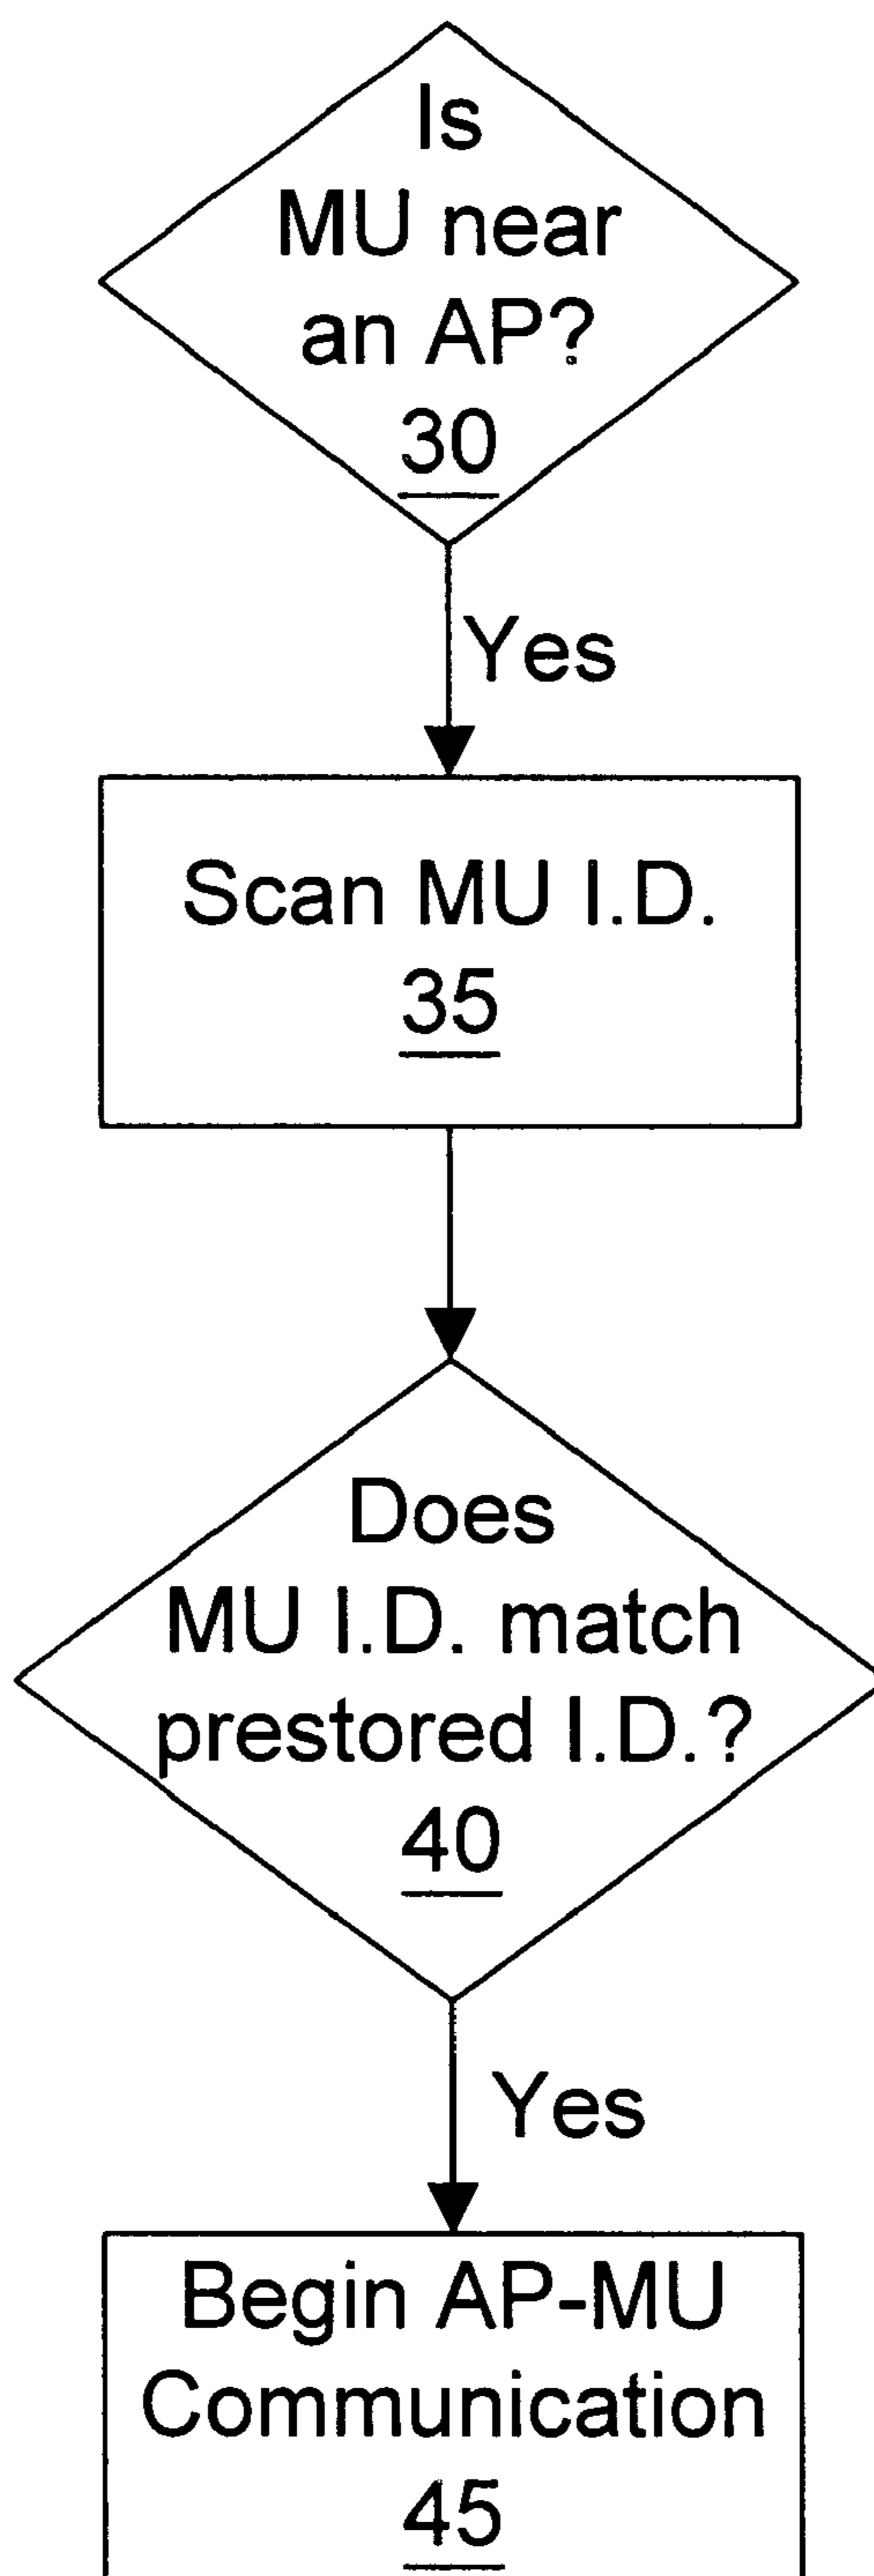 Is
MU near
an AP?
30
Yes
Scan MU I.D.
35
Does
MU I.D. match
prestored I.D.?
40
Yes
Begin AP-MU
Communication
45